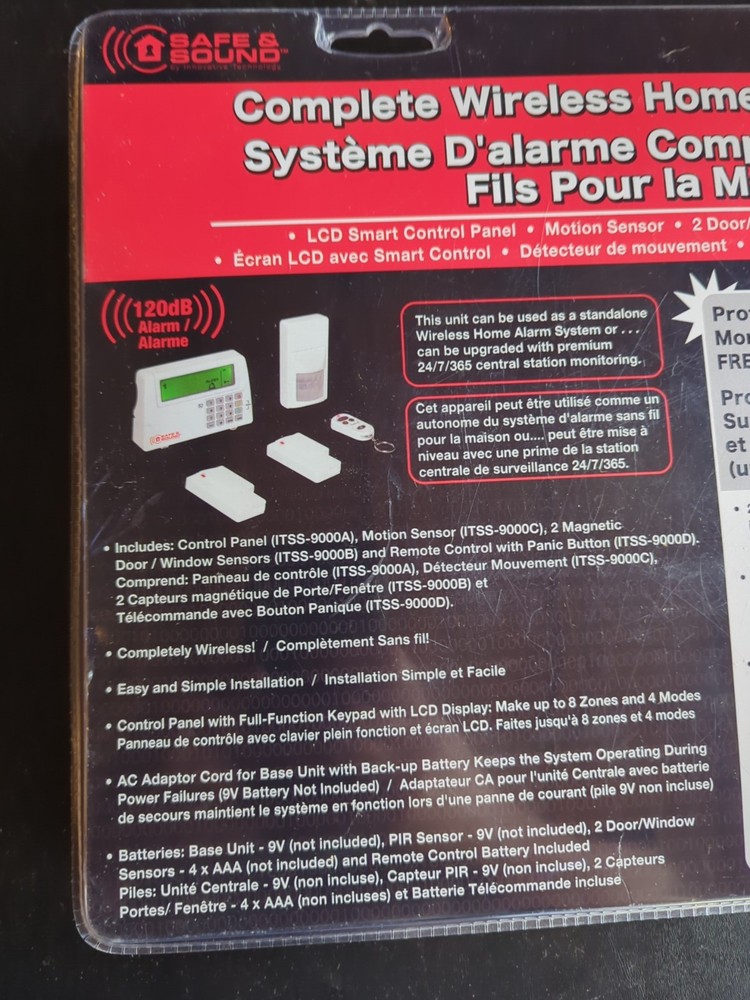 SAFE &
SOUND™
by Innovative Technology
Complete Wireless Home
Système D'alarme Comp
Fils Pour la M
• LCD Smart Control Panel • Motion Sensor • 2 Door/
• Écran LCD avec Smart Control • Détecteur de mouvement •
120dB
Alarm /
Alarme
This unit can be used as a standalone
Wireless Home Alarm System or . . .
can be upgraded with premium
24/7/365 central station monitoring.
Cet appareil peut être utilisé comme un
autonome du système d'alarme sans fil
pour la maison ou.... peut être mise à
niveau avec une prime de la station
centrale de surveillance 24/7/365.
SAFE &
SOUND
Pro
Mor
FRE
Pro
Su
et
(u
• Includes: Control Panel (ITSS-9000A), Motion Sensor (ITSS-9000C), 2 Magnetic
Door / Window Sensors (ITSS-9000B) and Remote Control with Panic Button (ITSS-9000D).
Comprend: Panneau de contrôle (ITSS-9000A), Détecteur Mouvement (ITSS-9000C),
2 Capteurs magnétique de Porte/Fenêtre (ITSS-9000B) et
Télécommande avec Bouton Panique (ITSS-9000D).
• Completely Wireless! / Complètement Sans fil!
• Easy and Simple Installation / Installation Simple et Facile
• Control Panel with Full-Function Keypad with LCD Display: Make up to 8 Zones and 4 Modes
Panneau de contrôle avec clavier plein fonction et écran LCD. Faites jusqu'à 8 zones et 4 modes
• AC Adaptor Cord for Base Unit with Back-up Battery Keeps the System Operating During
Power Failures (9V Battery Not Included) / Adaptateur CA pour l'unité Centrale avec batterie
de secours maintient le système en fonction lors d'une panne de courant (pile 9V non incluse)
• Batteries: Base Unit - 9V (not included), PIR Sensor - 9V (not included), 2 Door/Window
Sensors - 4 x AAA (not included) and Remote Control Battery Included
Piles: Unité Centrale - 9V (non incluse), Capteur PIR - 9V (non incluse), 2 Capteurs
Portes/ Fenêtre - 4 x AAA (non incluses) et Batterie Télécommande incluse